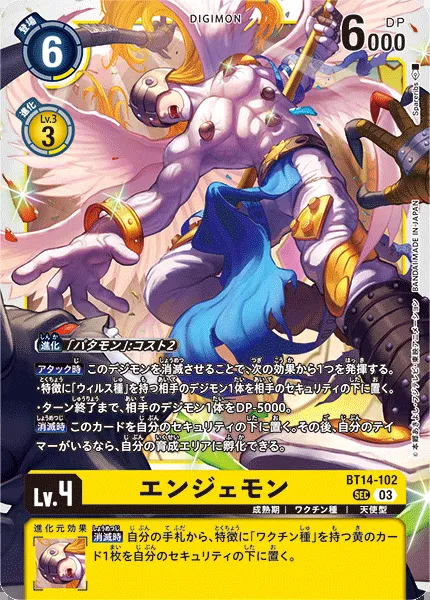 DIGIMON
登場
6
DP
6000
進化
Lv.3
3
Sparerribs
BANDAI MADE IN JAPAN
進化「パタモン」:コスト2
アタック時 このデジモンを消滅させることで、次の効果から1つを発揮する。
・特徴に「ウィルス種」を持つ相手のデジモン1体を相手のセキュリティの下に置く。
・ターン終了まで、相手のデジモン1体をDP-5000。
消滅時 このカードを自分のセキュリティの下に置く。その後、自分のテイ
マーがいるなら、自分の育成エリアに孵化できる。
BT14-102
Lv.4
エンジェモン
SEC
03
成熟期 | ワクチン種 | 天使型
進化元効果
消滅時 自分の手札から、特徴に「ワクチン種」を持つ黄のカー
ド1枚を自分のセキュリティの下に置く。